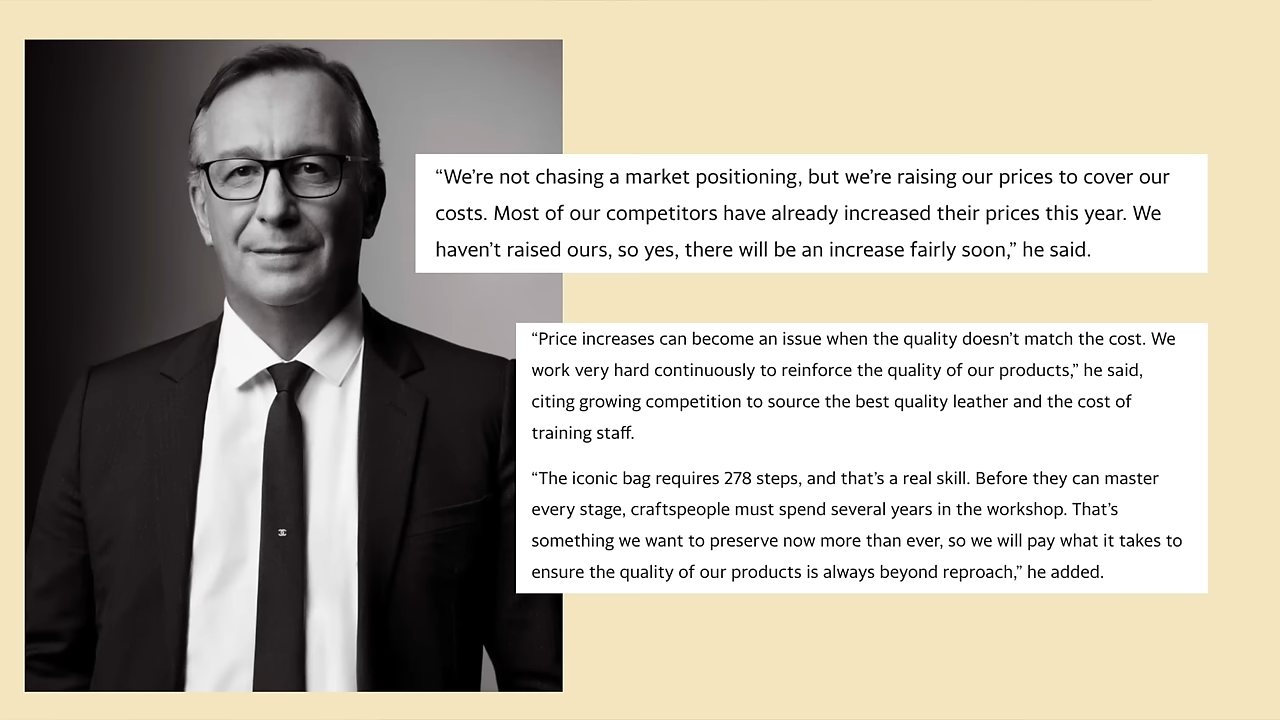 “We’re not chasing a market positioning, but we’re raising our prices to cover our
costs. Most of our competitors have already increased their prices this year. We
haven’t raised ours, so yes, there will be an increase fairly soon,” he said.
“Price increases can become an issue when the quality doesn’t match the cost. We
work very hard continuously to reinforce the quality of our products,” he said,
citing growing competition to source the best quality leather and the cost of
training staff.
“The iconic bag requires 278 steps, and that’s a real skill. Before they can master
every stage, craftspeople must spend several years in the workshop. That’s
something we want to preserve now more than ever, so we will pay what it takes to
ensure the quality of our products is always beyond reproach,” he added.